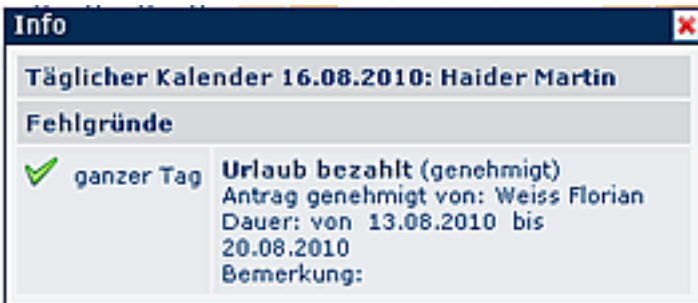 Info
Täglicher Kalender 16.08.2010: Haider Martin
Fehlgründe
ganzer Tag
Urlaub bezahlt (genehmigt)
Antrag genehmigt von: Weiss Florian
Dauer: von 13.08.2010 bis
20.08.2010
Bemerkung: